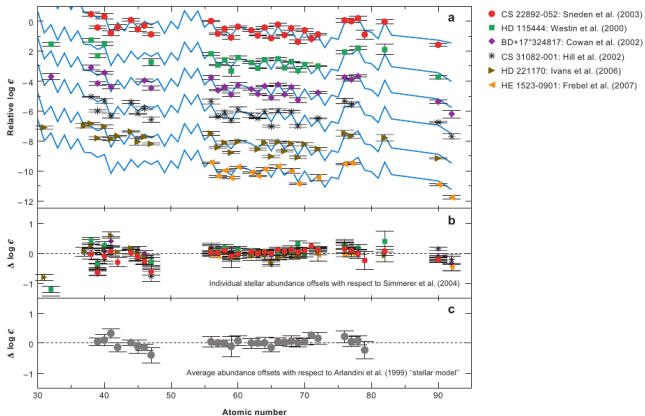 a
CS 22892-052: Sneden et al. (2003)
HD 115444: Westin et al. (2000)
BD+17°324817: Cowan et al. (2002)
CS 31082-001: Hill et al. (2002)
HD 221170: Ivans et al. (2006)
HE 1523-0901: Frebel et al. (2007)
Relative log ϵ
0
−2
−4
−6
−8
−10
−12
b
Δ log ϵ
1
0
−1
Individual stellar abundance offsets with respect to Simmerer et al. (2004)
c
Δ log ϵ
1
0
−1
Average abundance offsets with respect to Arlandini et al. (1999) “stellar model”
30 40 50 60 70 80 90 100
Atomic number